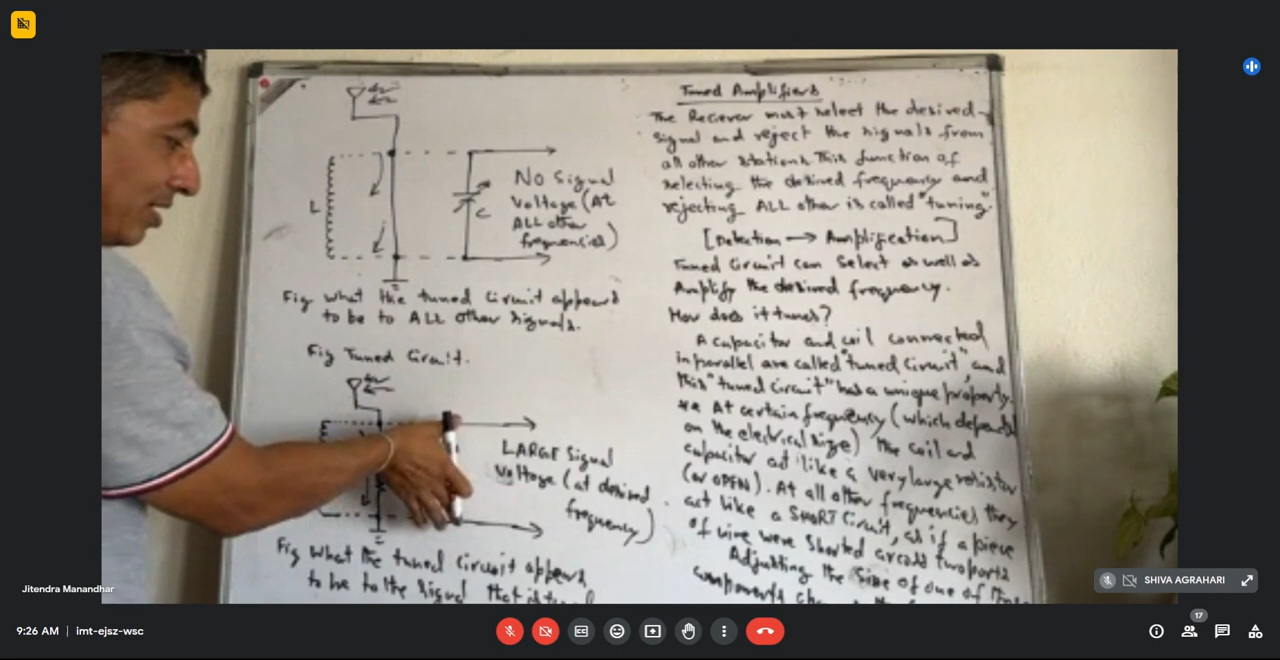 L
C
NO Signal
Voltage (At
ALL other
frequencies)
Fig what the tuned Circuit appears
to be to ALL other signals.
Fig Tuned Circuit.
LARGE Signal
Voltage (at desired
frequency)
Fig What the tuned Circuit appears
to be to the Signal that is
Tuned Amplifiers
The Reciever must select the desired
signal and reject the signals from
all other stations. This function of
selecting the desired frequency and
rejecting ALL other is called "tuning"
[Detection → Amplification]
Tuned Circuit can Select as well as
Amplify the desired frequency.
How does it tuned?
A capacitor and coil connected
in parallel are called "tuned Circuit", and
this "tuned circuit" has a unique property.
At certain frequency (which depends
on the electrical size) the coil and
capacitor act like a very large resistor
(or OPEN). At all other frequencies they
act like a SHORT Circuit, as if a piece
of wire were shorted across two ports
Adjusting the Size of one of
components
Jitendra Manandhar
SHIVA AGRAHARI
9:26 AM | imt-ejsz-wsc
17